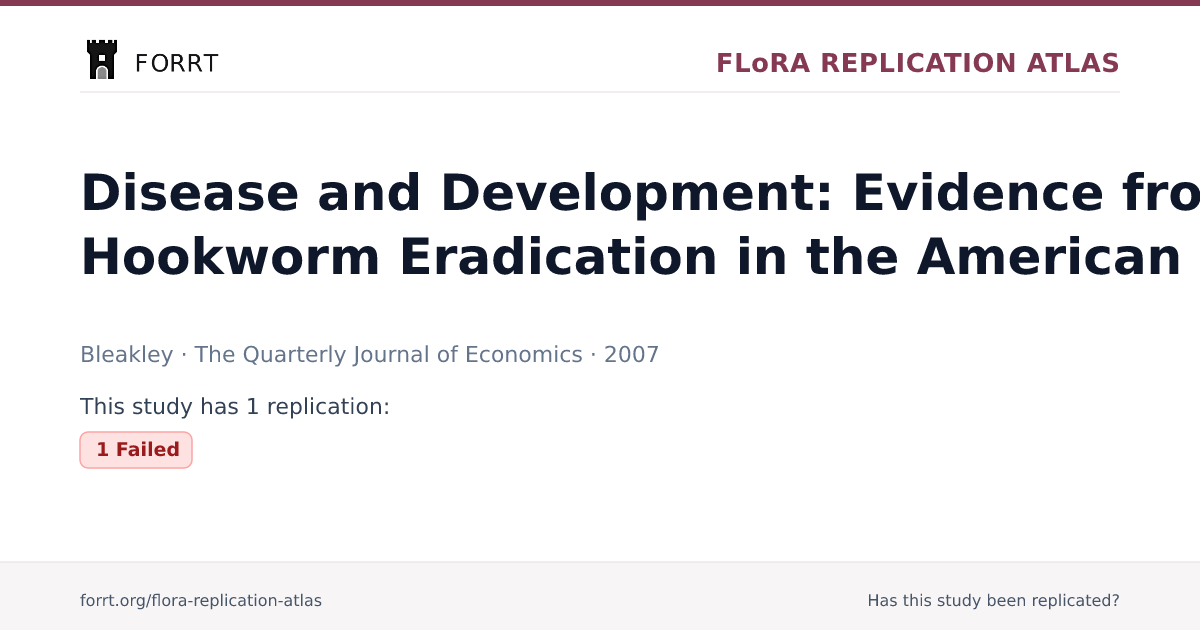 FORRT
FLoRA REPLICATION ATLAS
Disease and Development: Evidence fro
Hookworm Eradication in the American
Bleakley · The Quarterly Journal of Economics · 2007
This study has 1 replication:
1 Failed
forrt.org/flora-replication-atlas
Has this study been replicated?